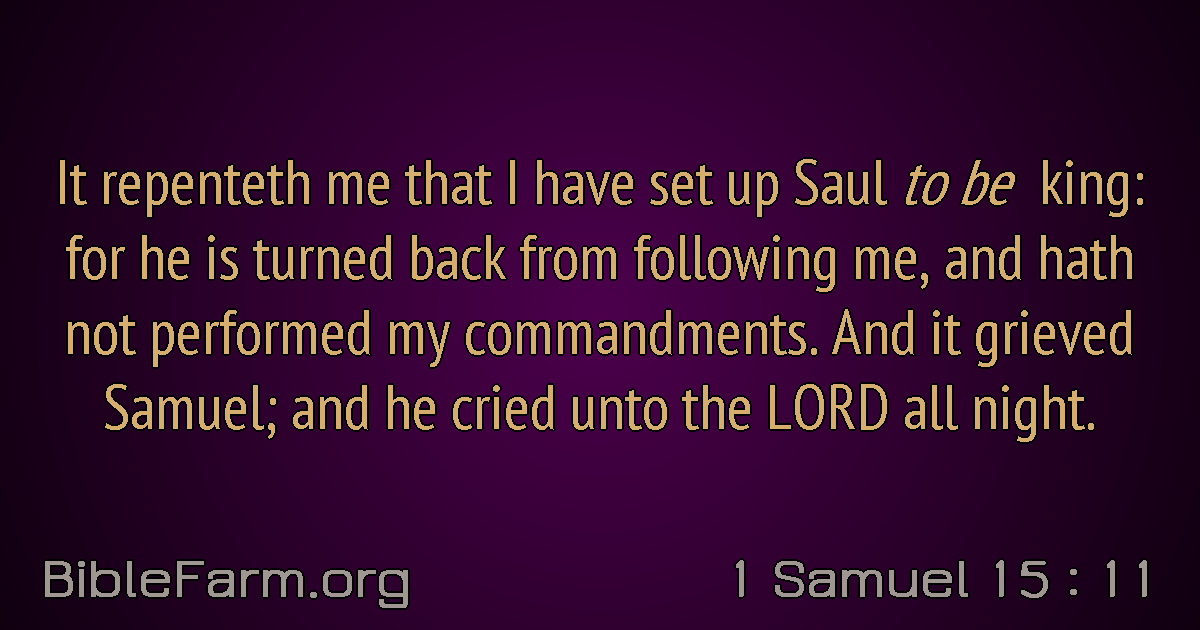 It repenteth me that I have set up Saul to be king:
for he is turned back from following me, and hath
not performed my commandments. And it grieved
Samuel; and he cried unto the LORD all night.
BibleFarm.org
1 Samuel 15 : 11